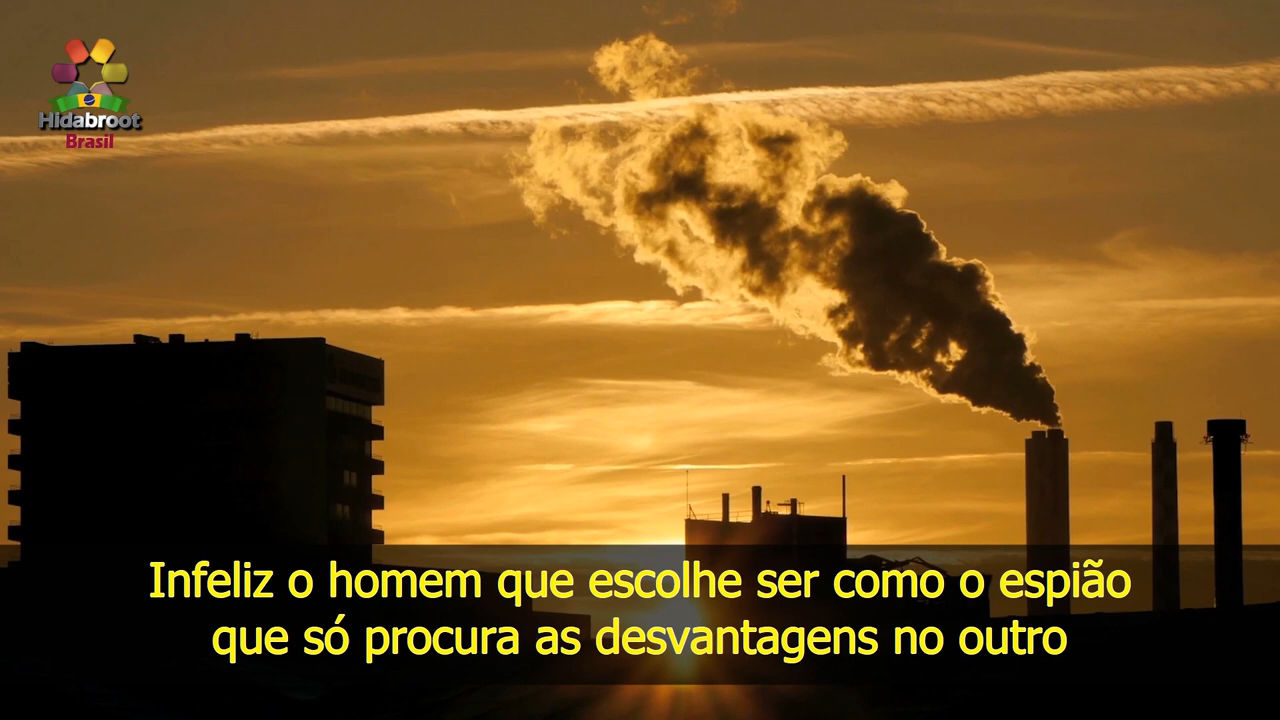 Hidabroot
Brasil
Infeliz o homem que escolhe ser como o espião
que só procura as desvantagens no outro